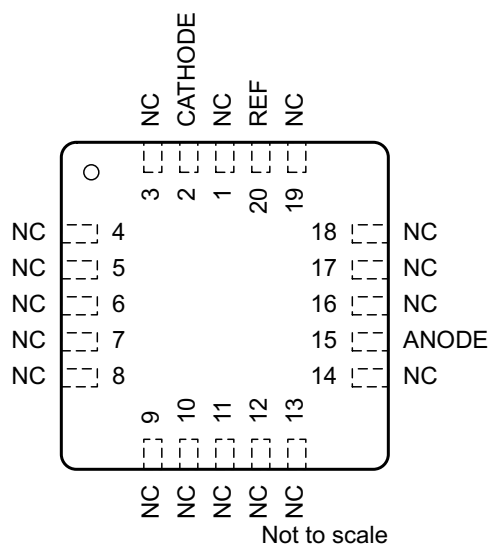 NC
CATHODE
NC
REF
NC
3
2
1
20
19
NC 4
18 NC
NC 5
17 NC
NC 6
16 NC
NC 7
15 ANODE
NC 8
14 NC
9
10
11
12
13
NC
NC
NC
NC
NC
Not to scale